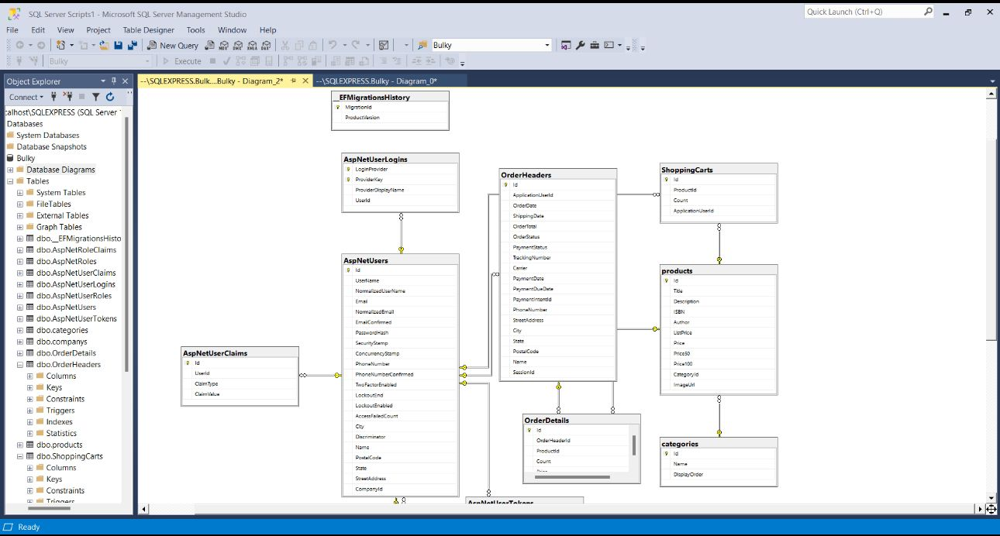 SQL Server Scripts1 - Microsoft SQL Server Management Studio
Quick Launch (Ctrl+Q)
File Edit View Project Table Designer Tools Window Help
New Query
MDX
DMX
XMLA
DAX
Bulky
Bulky
Execute
Object Explorer
--\SQLEXPRESS.Bulk....Bulky - Diagram_2*
--\SQLEXPRESS.Bulky - Diagram_0*
Connect
calhost\SQLEXPRESS (SQL Server
Databases
System Databases
Database Snapshots
Bulky
Database Diagrams
Tables
System Tables
FileTables
External Tables
Graph Tables
dbo.__EFMigrationsHisto
dbo.AspNetRoleClaims
dbo.AspNetRoles
dbo.AspNetUserClaims
dbo.AspNetUserLogins
dbo.AspNetUserRoles
dbo.AspNetUsers
dbo.AspNetUserTokens
dbo.categories
dbo.companys
dbo.OrderDetails
dbo.OrderHeaders
Columns
Keys
Constraints
Triggers
Indexes
Statistics
dbo.products
dbo.ShoppingCarts
Columns
Keys
Constraints
Triggers
__EFMigrationsHistory
MigrationId
ProductVersion
AspNetUserLogins
LoginProvider
ProviderKey
ProviderDisplayName
UserId
AspNetUserClaims
Id
UserId
ClaimType
ClaimValue
AspNetUsers
Id
UserName
NormalizedUserName
Email
NormalizedEmail
EmailConfirmed
PasswordHash
SecurityStamp
ConcurrencyStamp
PhoneNumber
PhoneNumberConfirmed
TwoFactorEnabled
LockoutEnd
LockoutEnabled
AccessFailedCount
City
Discriminator
Name
PostalCode
State
StreetAddress
CompanyId
OrderHeaders
Id
ApplicationUserId
OrderDate
ShippingDate
OrderTotal
OrderStatus
PaymentStatus
TrackingNumber
Carrier
PaymentDate
PaymentDueDate
PaymentIntentId
PhoneNumber
StreetAddress
City
State
PostalCode
Name
SessionId
OrderDetails
Id
OrderHeaderId
ProductId
Count
Price
AspNetUserTokens
ShoppingCarts
Id
ProductId
Count
ApplicationUserId
products
Id
Title
Description
ISBN
Author
ListPrice
Price
Price50
Price100
CategoryId
ImageUrl
categories
Id
Name
DisplayOrder
Ready